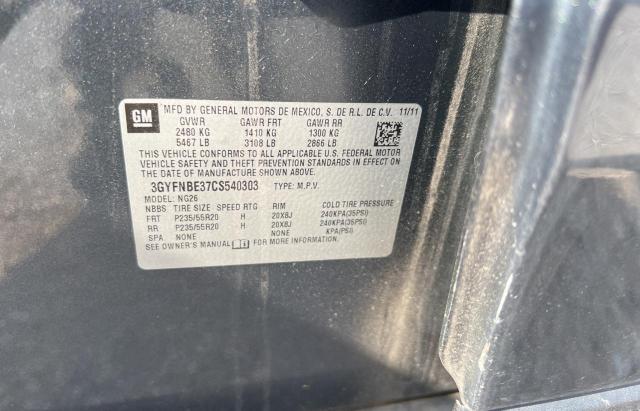 GM
MFD BY GENERAL MOTORS DE MEXICO, S. DE R.L. DE C.V. 11/11
GVWR GAWR FRT GAWR RR
2480 KG 1410 KG 1300 KG
5467 LB 3108 LB 2866 LB
THIS VEHICLE CONFORMS TO ALL APPLICABLE U.S. FEDERAL MOTOR
VEHICLE SAFETY AND THEFT PREVENTION STANDARDS IN EFFECT ON
THE DATE OF MANUFACTURE SHOWN ABOVE.
3GYFNBE37CS540303 TYPE: M.P.V.
MODEL: NG26
NBBS TIRE SIZE SPEED RTG RIM COLD TIRE PRESSURE
FRT P235/55R20 H 20X8J 240KPA(35PSI)
RR P235/55R20 H 20X8J 240KPA(35PSI)
SPA NONE NONE KPA(PSI)
SEE OWNER'S MANUAL FOR MORE INFORMATION.